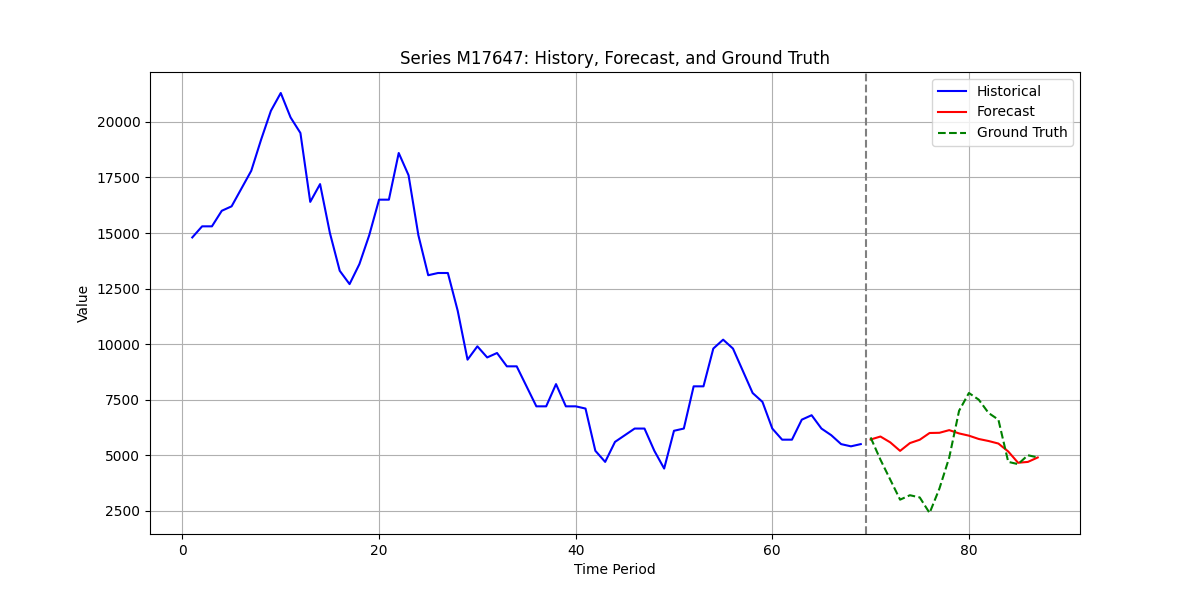 Series M17647: History, Forecast, and Ground Truth
Historical
Forecast
Ground Truth
20000
17500
15000
12500
10000
7500
5000
2500
Value
0 20 40 60 80
Time Period